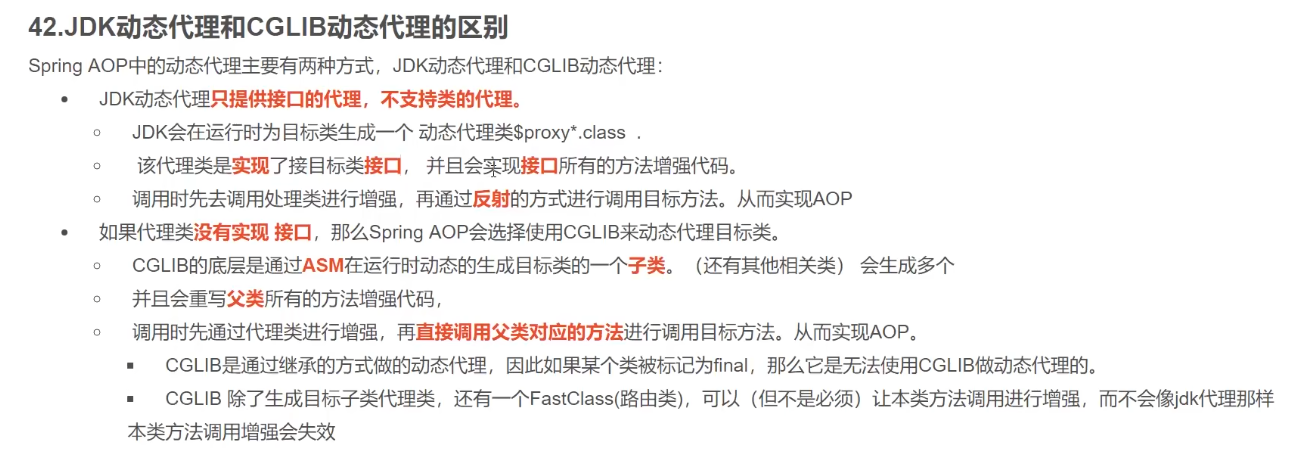 42.JDK动态代理和CGLIB动态代理的区别
Spring AOP中的动态代理主要有两种方式，JDK动态代理和CGLIB动态代理：
JDK动态代理只提供接口的代理，不支持类的代理。
JDK会在运行时为目标类生成一个 动态代理类$proxy*.class .
该代理类是实现了接目标类接口， 并且会实现接口所有的方法增强代码。
调用时先去调用处理类进行增强，再通过反射的方式进行调用目标方法。从而实现AOP
如果代理类没有实现 接口，那么Spring AOP会选择使用CGLIB来动态代理目标类。
CGLIB的底层是通过ASM在运行时动态的生成目标类的一个子类。（还有其他相关类） 会生成多个
并且会重写父类所有的方法增强代码，
调用时先通过代理类进行增强，再直接调用父类对应的方法进行调用目标方法。从而实现AOP。
CGLIB是通过继承的方式做的动态代理，因此如果某个类被标记为final，那么它是无法使用CGLIB做动态代理的。
CGLIB 除了生成目标子类代理类，还有一个FastClass(路由类)，可以（但不是必须）让本类方法调用进行增强，而不会像jdk代理那样
本类方法调用增强会失效